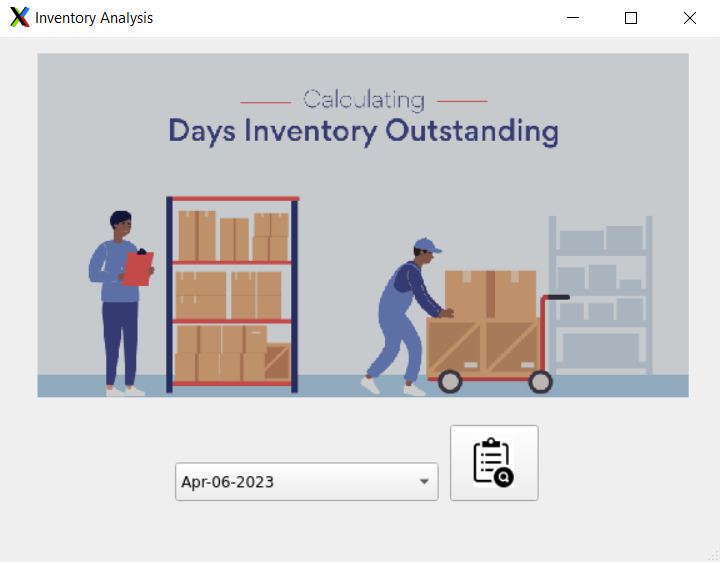 Inventory Analysis
Calculating
Days Inventory Outstanding
Apr-06-2023